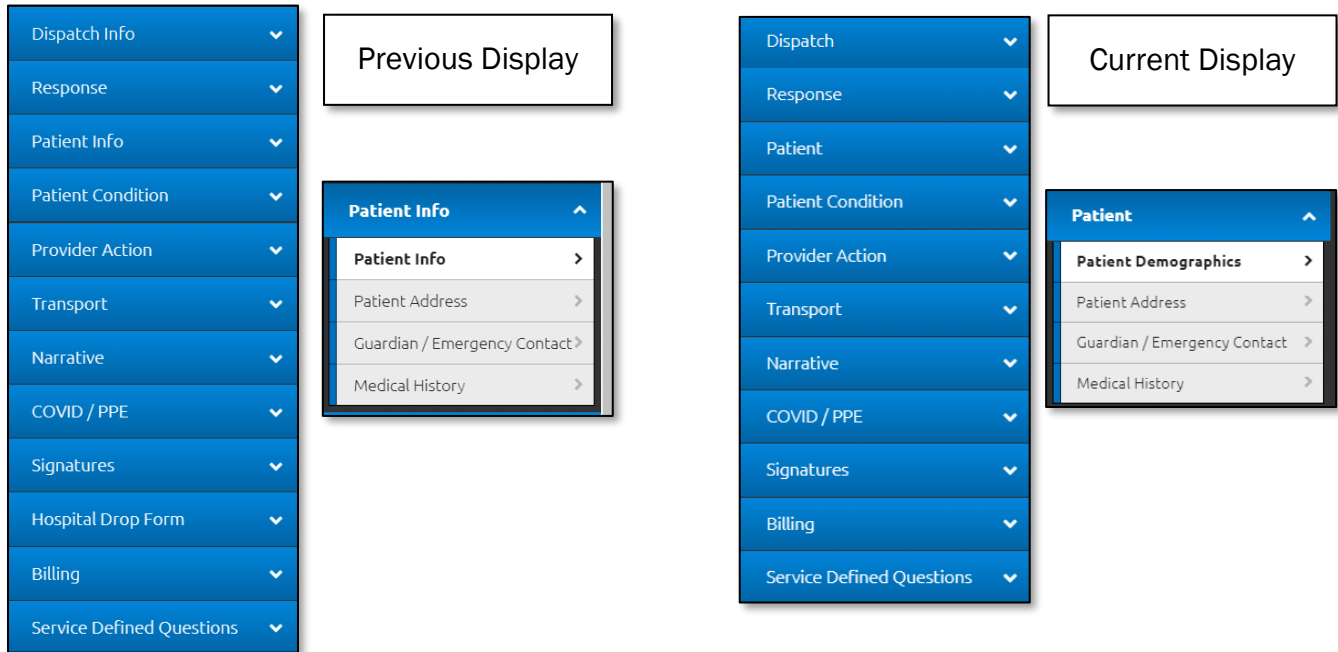 Dispatch Info
Response
Patient Info
Patient Condition
Provider Action
Transport
Narrative
COVID / PPE
Signatures
Hospital Drop Form
Billing
Service Defined Questions
Previous Display
Patient Info
Patient Info
Patient Address
Guardian / Emergency Contact
Medical History
Dispatch
Response
Patient
Patient Condition
Provider Action
Transport
Narrative
COVID / PPE
Signatures
Billing
Service Defined Questions
Current Display
Patient
Patient Demographics
Patient Address
Guardian / Emergency Contact
Medical History